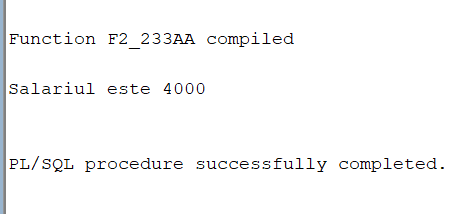 Function F2_233AA compiled
Salariul este 4000
PL/SQL procedure successfully completed.